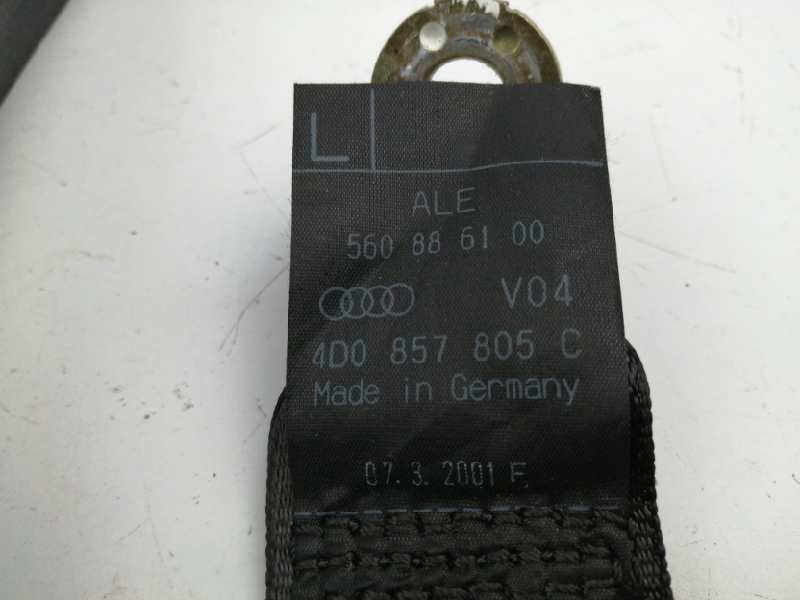 L
ALE
560 88 61 00
V04
4D0 857 805 C
Made in Germany
07.3.2001 F